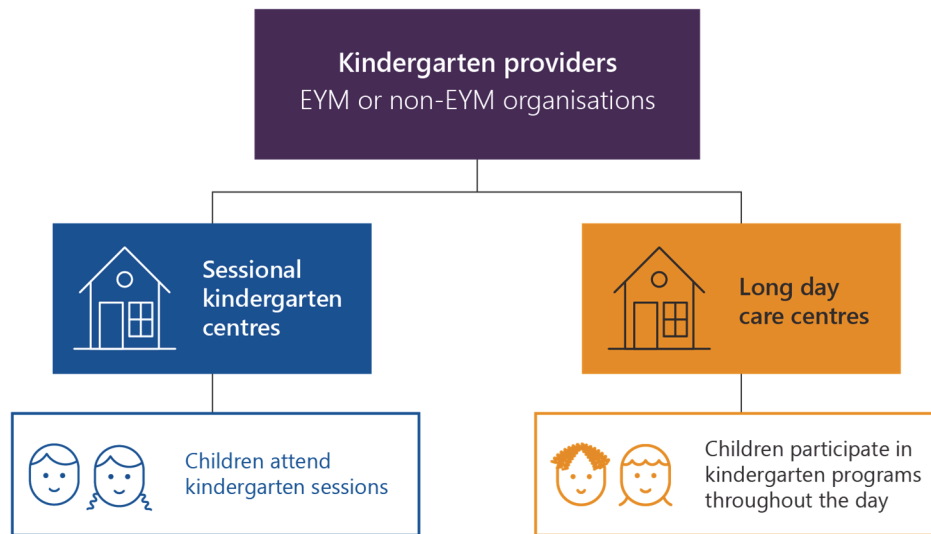 Kindergarten providers
EYM or non-EYM organisations
Sessional
kindergarten
centres
Long day
care centres
Children attend
kindergarten sessions
Children participate in
kindergarten programs
throughout the day